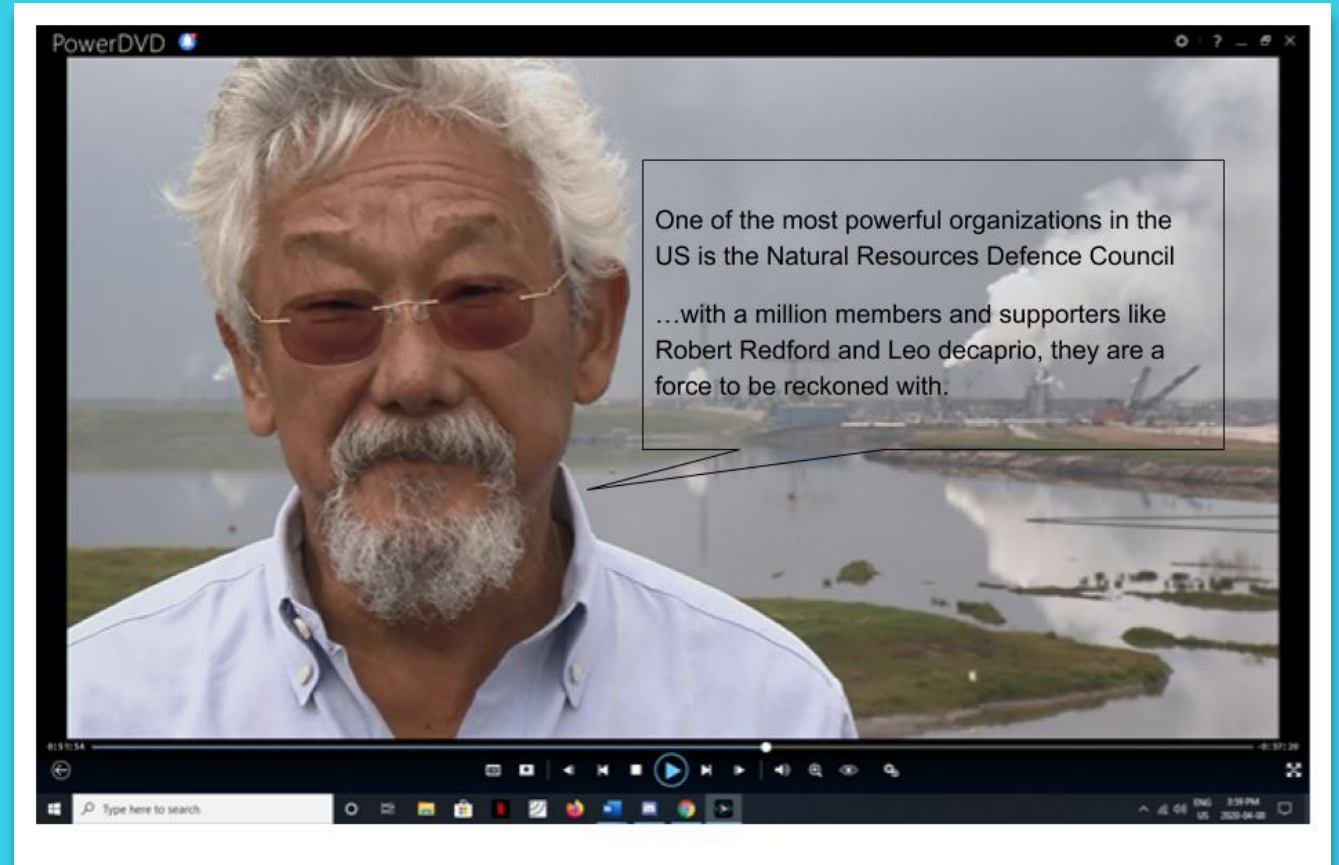 PowerDVD
One of the most powerful organizations in the
US is the Natural Resources Defence Council
…with a million members and supporters like
Robert Redford and Leo decaprio, they are a
force to be reckoned with.
Type here to search
ENG
US
3:59 PM
2020-04-08